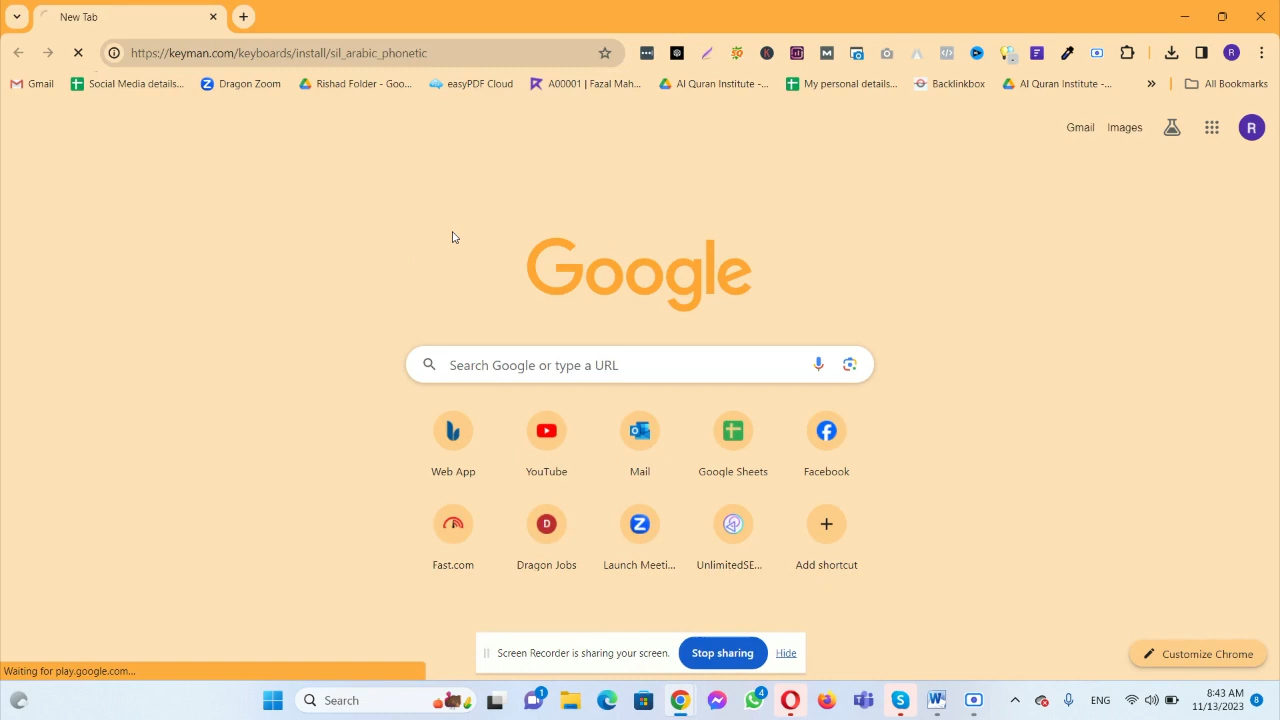 New Tab
https://keyman.com/keyboards/install/sil_arabic_phonetic
Gmail
Social Media details...
Dragon Zoom
Rishad Folder - Goo...
easyPDF Cloud
A00001 | Fazal Mah...
Al Quran Institute -...
My personal details...
Backlinkbox
Al Quran Institute -...
»
All Bookmarks
Gmail
Images
R
Google
Search Google or type a URL
Web App
YouTube
Mail
Google Sheets
Facebook
D
Fast.com
Dragon Jobs
Launch Meeti...
UnlimitedSE...
Add shortcut
Screen Recorder is sharing your screen.
Stop sharing
Hide
Customize Chrome
Waiting for play.google.com...
Search
1
4
ENG
8:43 AM
11/13/2023
8